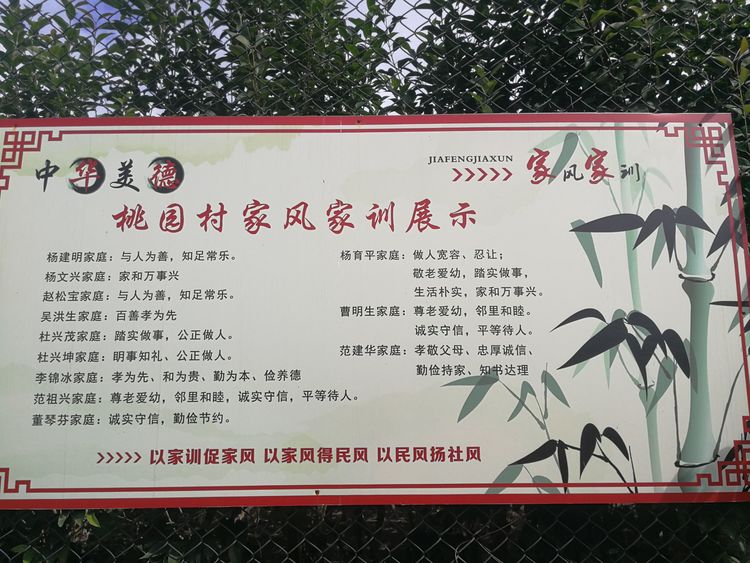 中华美德
JIAFENGJIAXUN
>>>>> 家风家训
桃园村家风家训展示
杨建明家庭：与人为善，知足常乐。
杨文兴家庭：家和万事兴
赵松宝家庭：与人为善，知足常乐。
吴洪生家庭：百善孝为先
杜兴茂家庭：踏实做事，公正做人。
杜兴坤家庭：明事知礼、公正做人。
李锦冰家庭：孝为先、和为贵、勤为本、俭养德
范祖兴家庭：尊老爱幼，邻里和睦，诚实守信，平等待人。
董琴芬家庭：诚实守信，勤俭节约。
杨育平家庭：做人宽容、忍让；
敬老爱幼，踏实做事，
生活朴实，家和万事兴。
曹明生家庭：尊老爱幼，邻里和睦。
诚实守信，平等待人。
范建华家庭：孝敬父母、忠厚诚信、
勤俭持家、知书达理
>>>>> 以家训促家风 以家风得民风 以民风扬社风